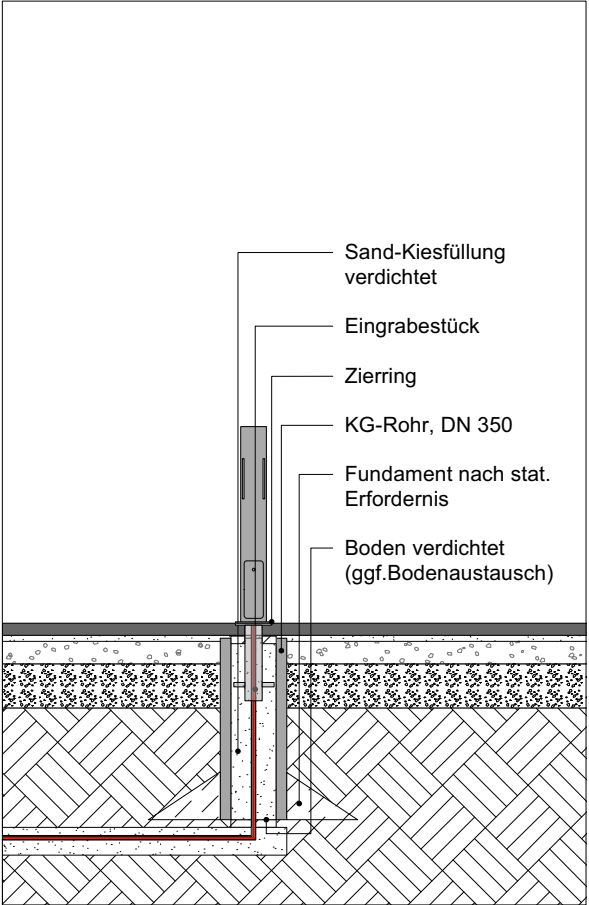 Sand-Kiesfüllung
verdichtet
Eingrabestück
Zierring
KG-Rohr, DN 350
Fundament nach stat.
Erfordernis
Boden verdichtet
(ggf.Bodenaustausch)